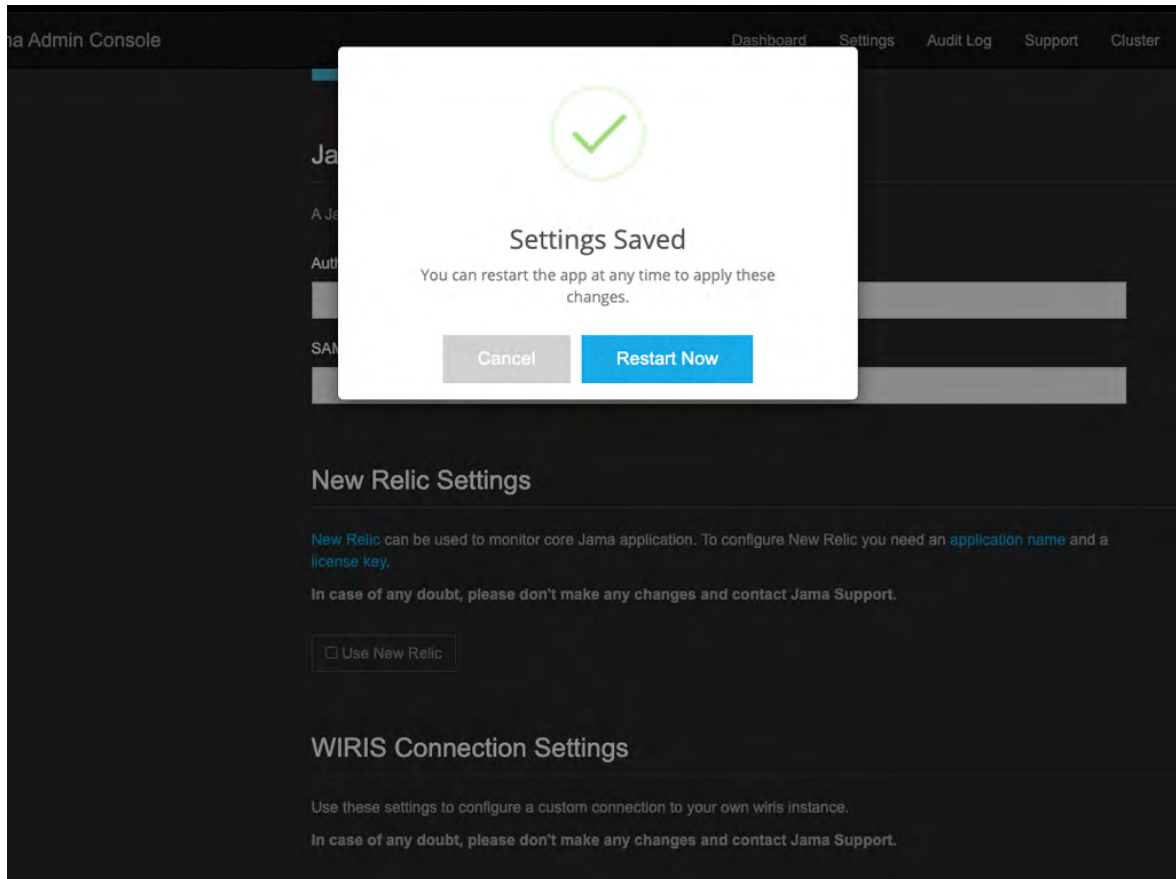 na Admin Console
Dashboard Settings Audit Log Support Cluster
Ja
A Ja
Settings Saved
Auth
You can restart the app at any time to apply these
changes.
SAM
Cancel Restart Now
New Relic Settings
New Relic can be used to monitor core Jama application. To configure New Relic you need an application name and a
license key.
In case of any doubt, please don't make any changes and contact Jama Support.
Use New Relic
WIRIS Connection Settings
Use these settings to configure a custom connection to your own wiris instance.
In case of any doubt, please don't make any changes and contact Jama Support.